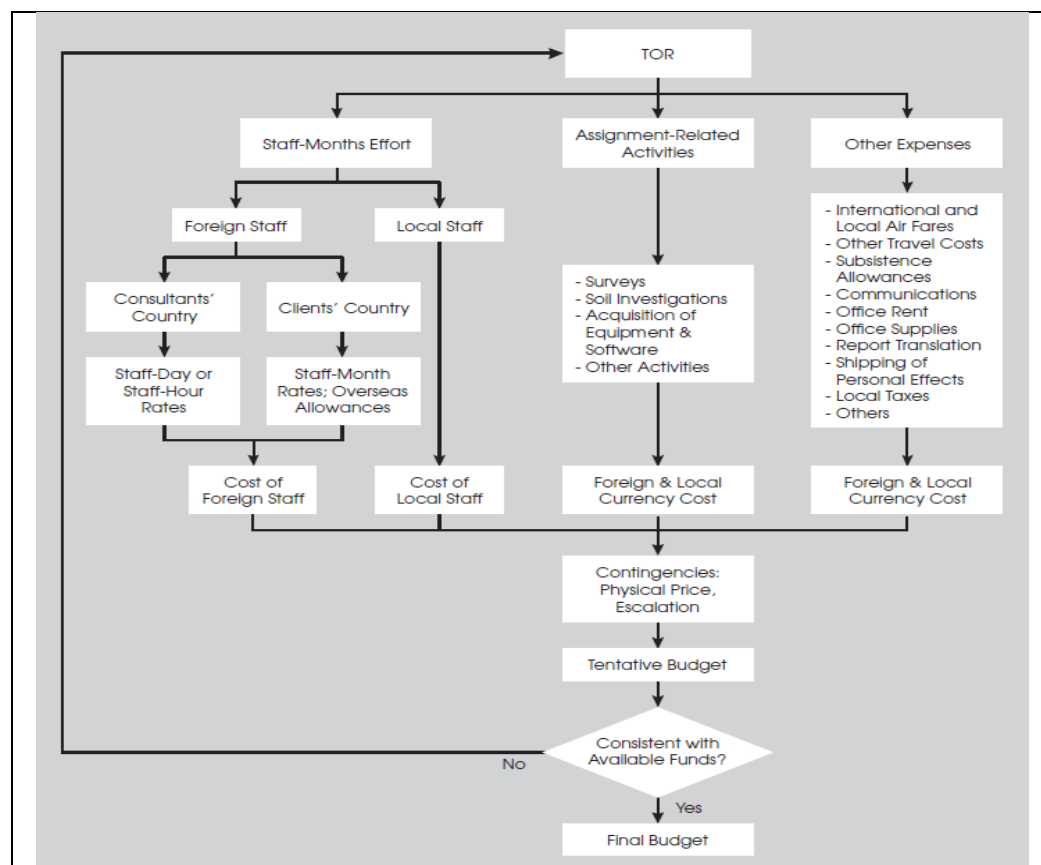 TOR
Staff-Months Effort
Assignment-Related
Activities
Other Expenses
Foreign Staff
Local Staff
- International and
Local Air Fares
- Other Travel Costs
- Subsistence
Allowances
- Communications
- Office Rent
- Office Supplies
- Report Translation
- Shipping of
Personal Effects
- Local Taxes
- Others
- Surveys
- Soil Investigations
- Acquisition of
Equipment &
Software
- Other Activities
Consultants'
Country
Clients' Country
Staff-Day or
Staff-Hour
Rates
Staff-Month
Rates; Overseas
Allowances
Cost of
Foreign Staff
Cost of
Local Staff
Foreign & Local
Currency Cost
Foreign & Local
Currency Cost
Contingencies:
Physical Price,
Escalation
Tentative Budget
Consistent with
Available Funds?
No
Yes
Final Budget